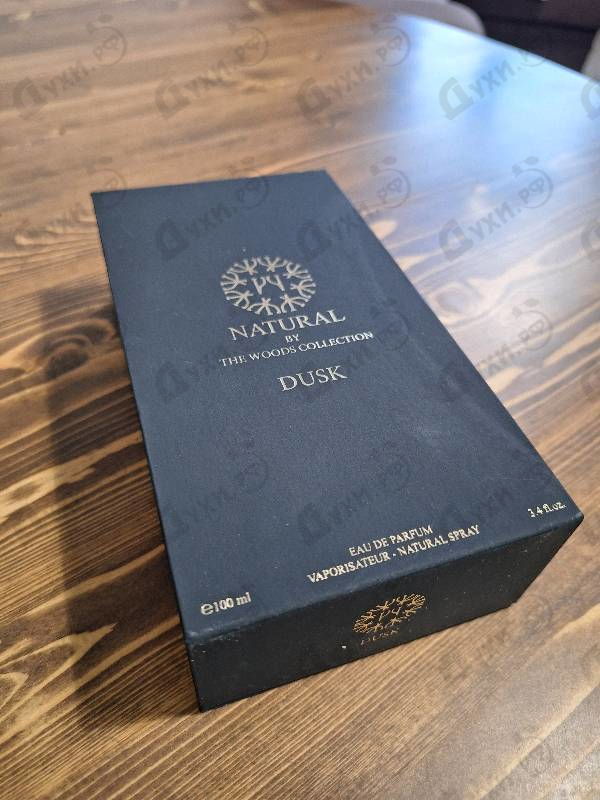 NATURAL
BY
THE WOODS COLLECTION
DUSK
EAU DE PARFUM
VAPORISATEUR - NATURAL SPRAY
3.4 fl.oz.
℮100 ml
DUSK
Духи.рф